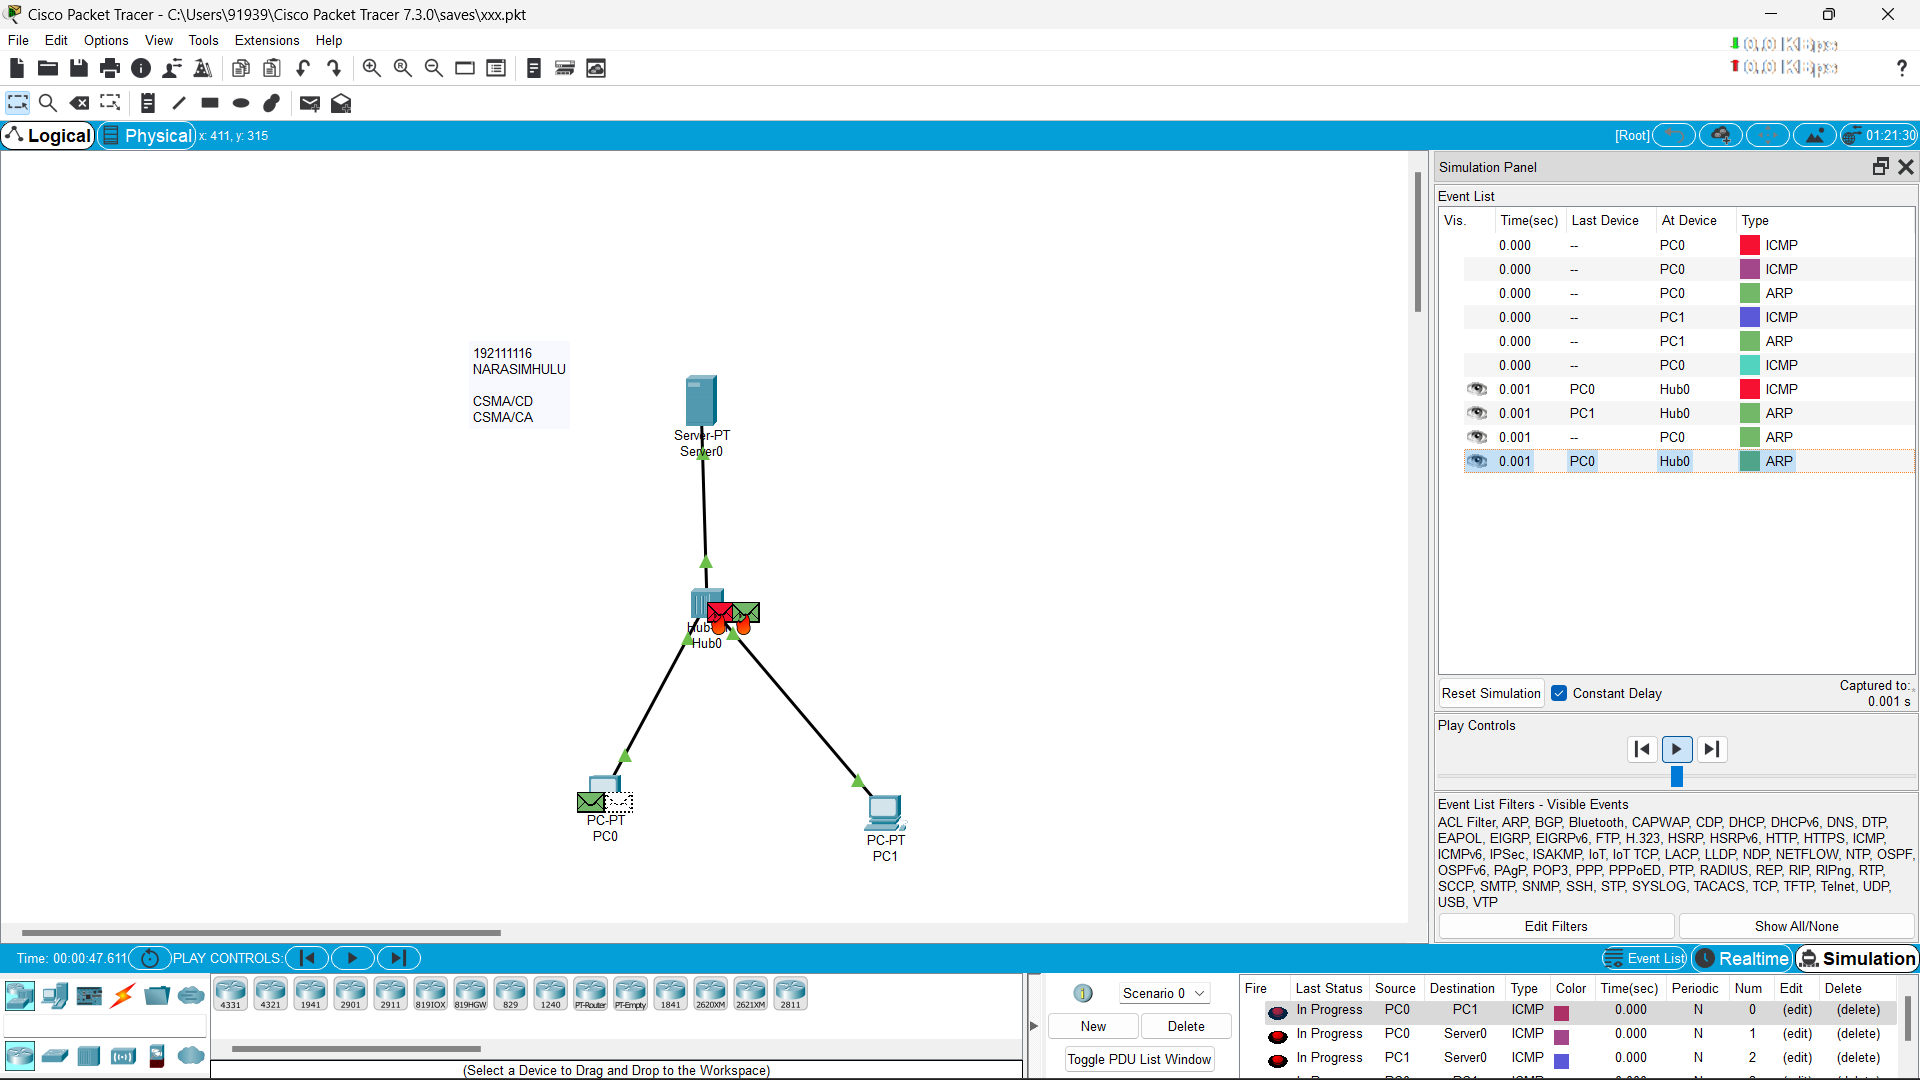 Cisco Packet Tracer - C:\Users\91939\Cisco Packet Tracer 7.3.0\saves\xxx.pkt
File Edit Options View Tools Extensions Help
0.0 KBps
0.0 KBps
Logical Physical x: 411, y: 315 [Root] 01:21:30
Simulation Panel
Event List
Vis. Time(sec) Last Device At Device Type
0.000 -- PC0 ICMP
0.000 -- PC0 ICMP
0.000 -- PC0 ARP
0.000 -- PC1 ICMP
0.000 -- PC1 ARP
0.000 -- PC0 ICMP
0.001 PC0 Hub0 ICMP
0.001 PC1 Hub0 ARP
0.001 -- PC0 ARP
0.001 PC0 Hub0 ARP
192111116
NARASIMHULU
CSMA/CD
CSMA/CA
Server-PT
Server0
Hub0
PC-PT
PC0
PC-PT
PC1
Reset Simulation Constant Delay Captured to:
0.001 s
Play Controls
Event List Filters - Visible Events
ACL Filter, ARP, BGP, Bluetooth, CAPWAP, CDP, DHCP, DHCPv6, DNS, DTP,
EAPOL, EIGRP, EIGRPv6, FTP, H.323, HSRP, HSRPv6, HTTP, HTTPS, ICMP,
ICMPv6, IPSec, ISAKMP, IoT, IoT TCP, LACP, LLDP, NDP, NETFLOW, NTP, OSPF,
OSPFv6, PAgP, POP3, PPP, PPPoED, PTP, RADIUS, REP, RIP, RIPng, RTP,
SCCP, SMTP, SNMP, SSH, STP, SYSLOG, TACACS, TCP, TFTP, Telnet, UDP,
USB, VTP
Edit Filters Show All/None
Time: 00:00:47.611 PLAY CONTROLS: Event List Realtime Simulation
4331 4321 1941 2901 2911 819IOX 819HGW 829 1240 PT-Router PT-Empty 1841 2620XM 2621XM 2811
(Select a Device to Drag and Drop to the Workspace)
Scenario 0
New Delete
Toggle PDU List Window
Fire Last Status Source Destination Type Color Time(sec) Periodic Num Edit Delete
In Progress PC0 PC1 ICMP 0.000 N 0 (edit) (delete)
In Progress PC0 Server0 ICMP 0.000 N 1 (edit) (delete)
In Progress PC1 Server0 ICMP 0.000 N 2 (edit) (delete)